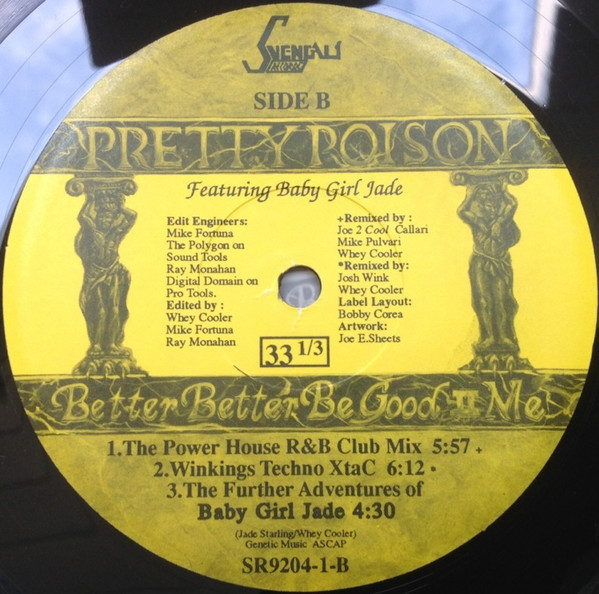 Svengali
Records
SIDE B
PRETTY POISON
Featuring Baby Girl Jade
Edit Engineers:
Mike Fortuna
The Polygon on
Sound Tools
Ray Monahan
Digital Domain on
Pro Tools.
Edited by :
Whey Cooler
Mike Fortuna
Ray Monahan
+Remixed by :
Joe 2 Cool Callari
Mike Pulvari
Whey Cooler
*Remixed by:
Josh Wink
Whey Cooler
Label Layout:
Bobby Corea
Artwork:
Joe E.Sheets
33 1/3
Better Better Be Good II Me
1.The Power House R&B Club Mix 5:57 +
2.Winkings Techno XtaC 6:12 *
3.The Further Adventures of
Baby Girl Jade 4:30
(Jade Starling/Whey Cooler)
Genetic Music ASCAP
SR9204-1-B